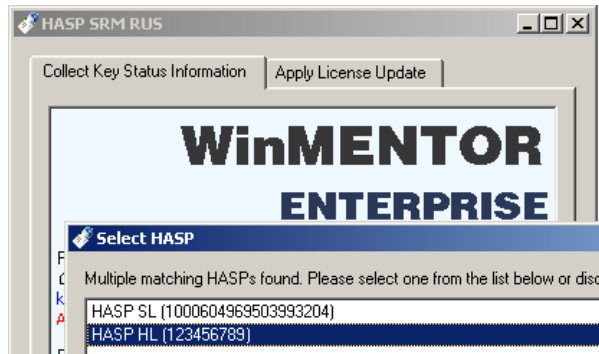 HASP SRM RUS
Collect Key Status Information Apply License Update
WinMENTOR
ENTERPRISE
Select HASP
Multiple matching HASPs found. Please select one from the list below or
HASP SL (1000604969503993204)
HASP HL (123456789)